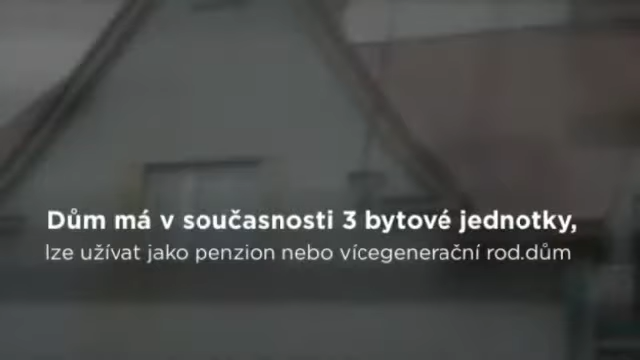 Dům má v současnosti 3 bytové jednotky,
lze užívat jako penzion nebo vícegenerační rod.dům